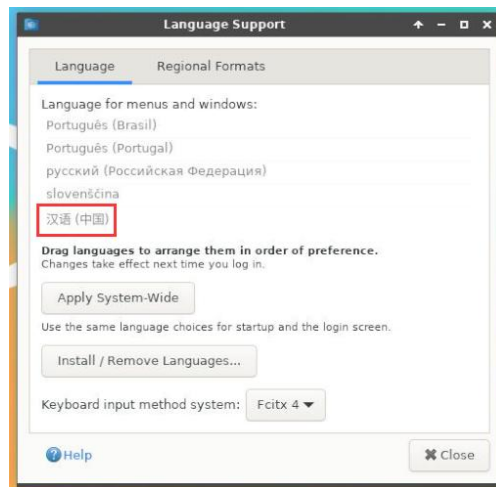 Language Support
Language Regional Formats
Language for menus and windows:
Português (Brasil)
Português (Portugal)
русский (Российская Федерация)
slovenščina
汉语 (中国)
Drag languages to arrange them in order of preference.
Changes take effect next time you log in.
Apply System-Wide
Use the same language choices for startup and the login screen.
Install / Remove Languages...
Keyboard input method system: Fcitx 4
Help Close